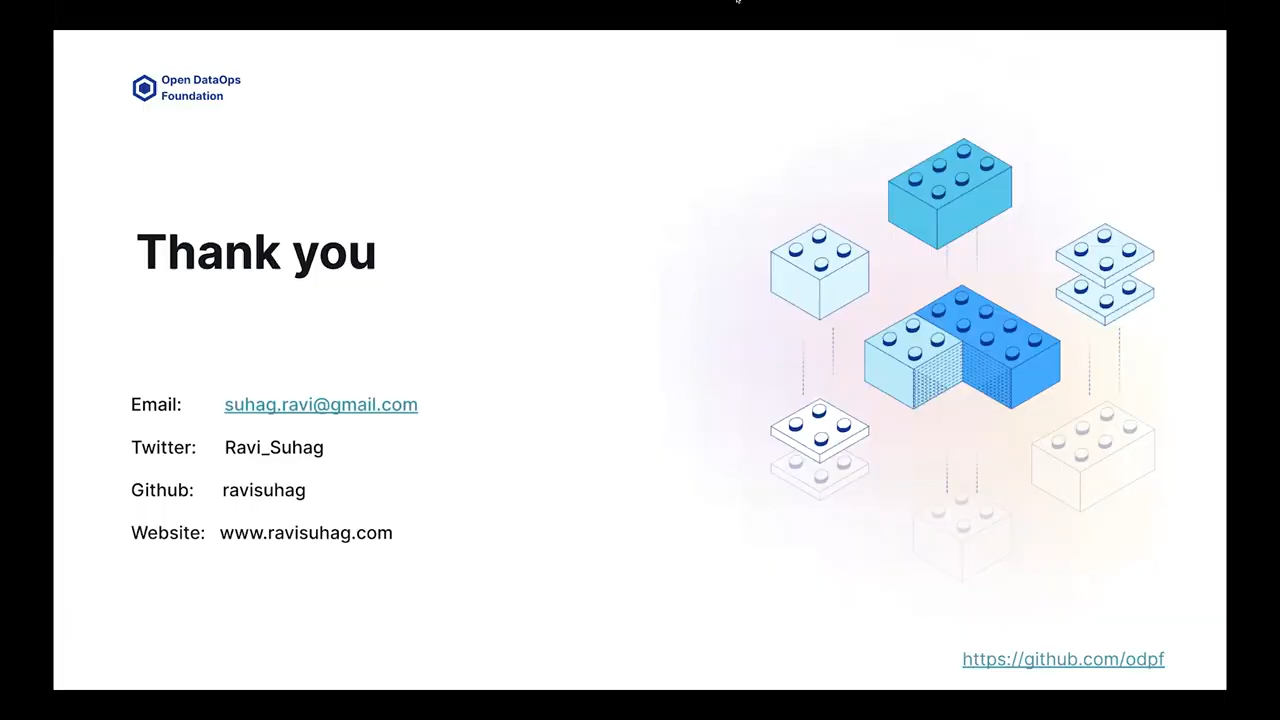 Open DataOps
Foundation
Thank you
Email: suhag.ravi@gmail.com
Twitter: Ravi_Suhag
Github: ravisuhag
Website: www.ravisuhag.com
https://github.com/odpf